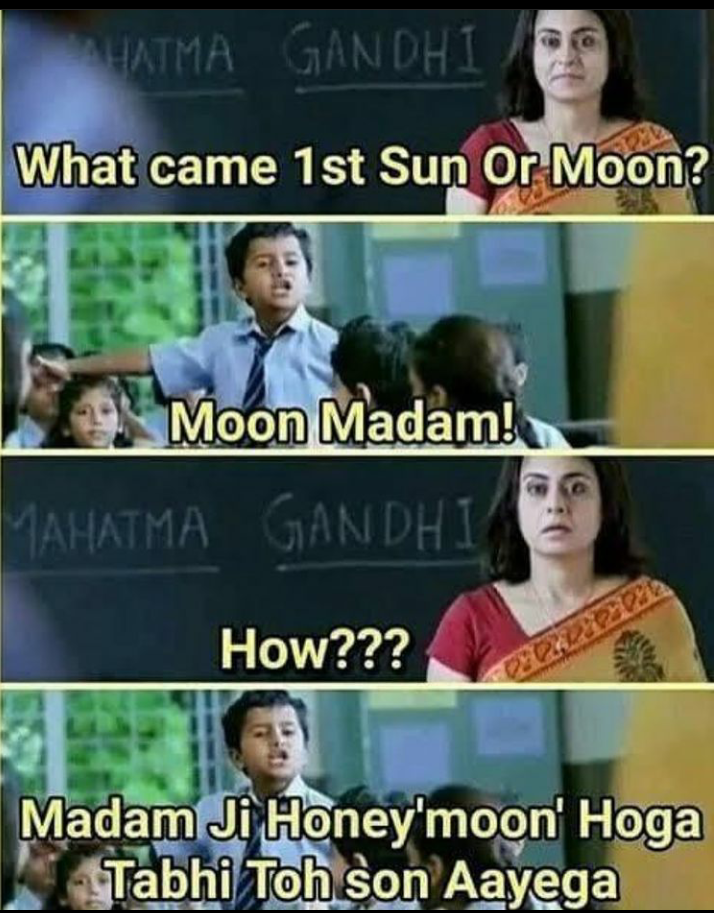 AHATMA GANDHI
What came 1st Sun Or Moon?
Moon Madam!
MAHATMA GANDHI
How???
Madam Ji Honey'moon' Hoga
Tabhi Toh son Aayega